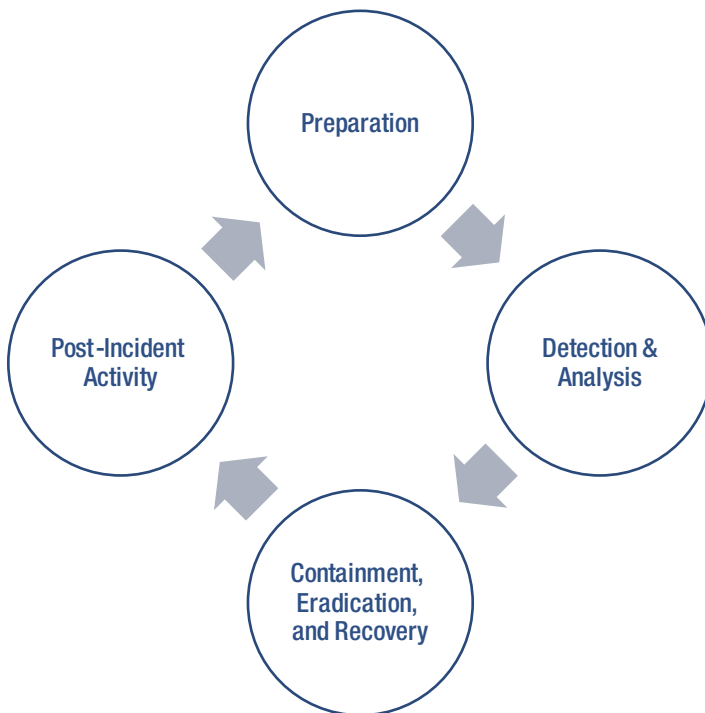 Preparation
Detection &
Analysis
Containment,
Eradication,
and Recovery
Post-Incident
Activity